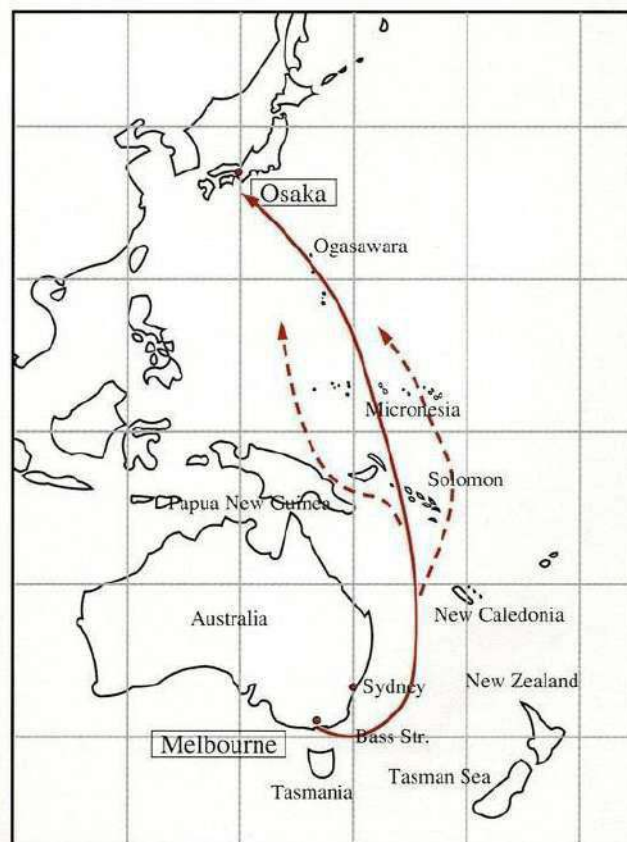 Osaka
Ogasawara
Micronesia
Solomon
Papua New Guinea
New Caledonia
Australia
Sydney
New Zealand
Melbourne
Bass Str.
Tasman Sea
Tasmania